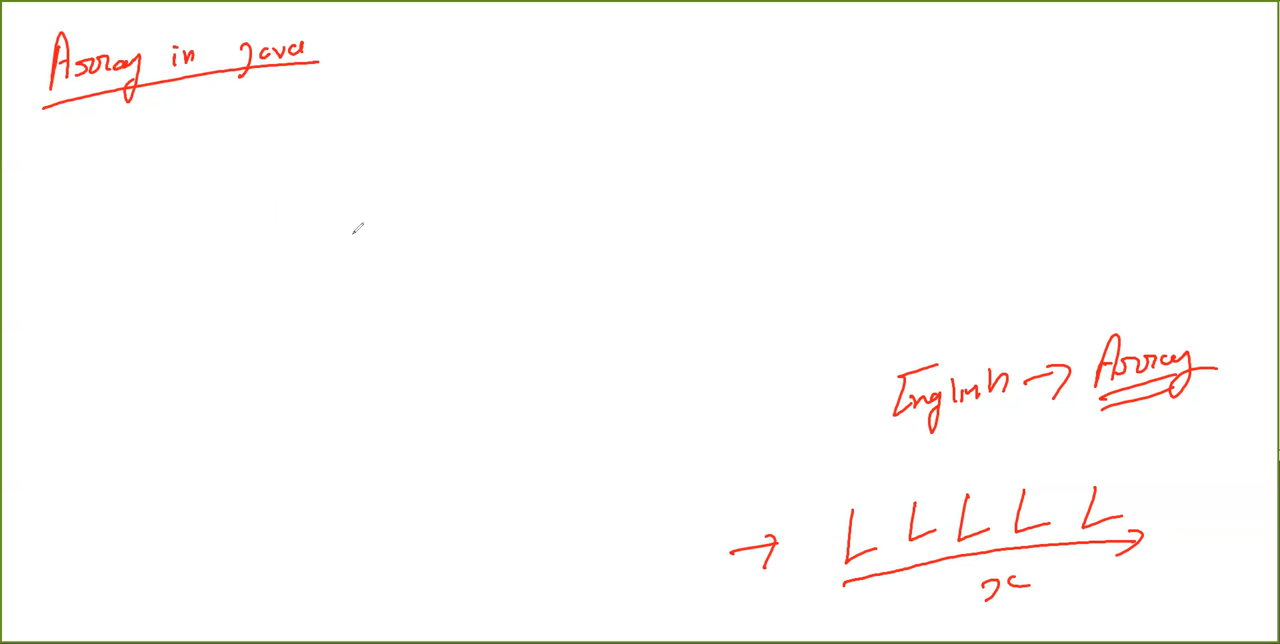 Array in Java
English → Array
→ L L L L L
x